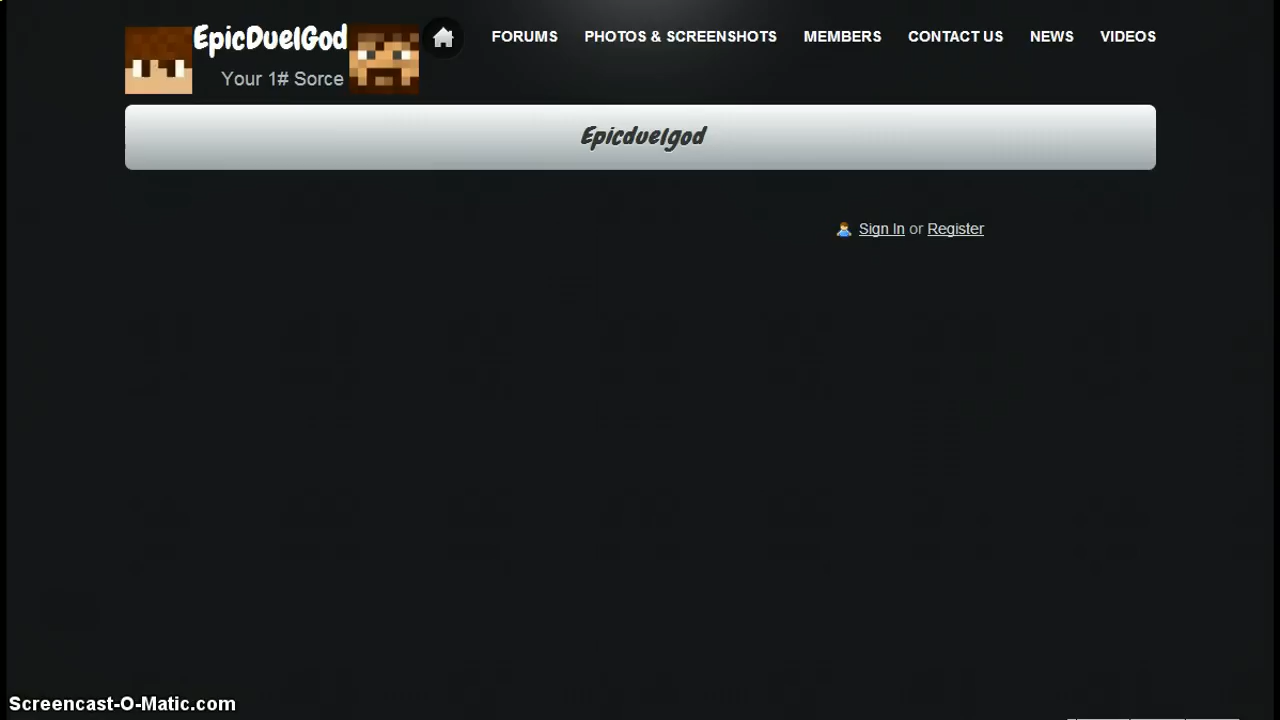 EpicDuelGod
Your 1# Sorce
FORUMS PHOTOS & SCREENSHOTS MEMBERS CONTACT US NEWS VIDEOS
Epicduelgod
Sign In or Register
Screencast-O-Matic.com